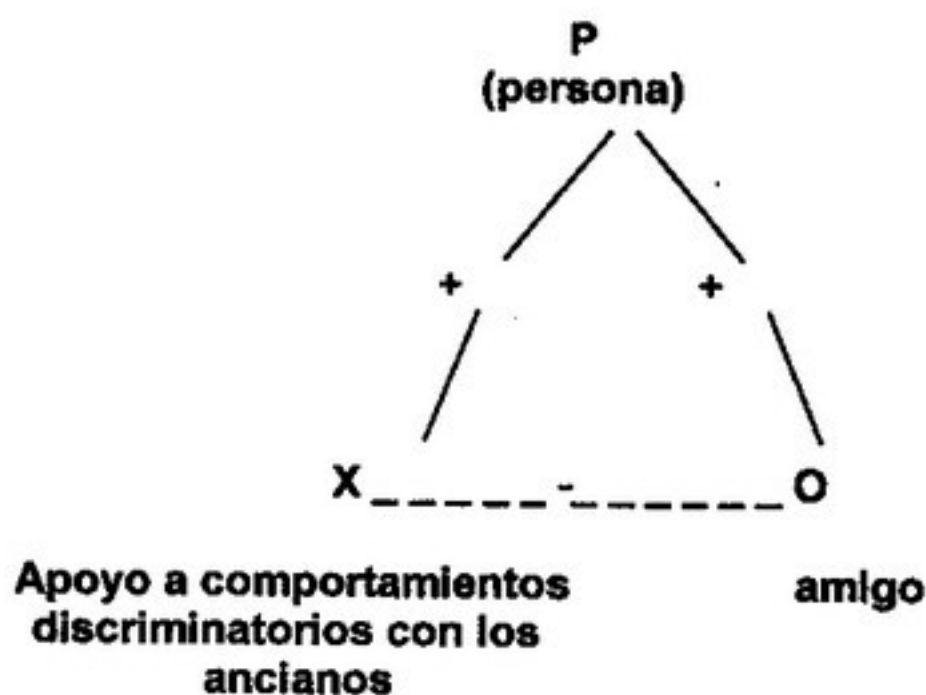 P
(persona)
+ +
X - O
Apoyo a comportamientos amigo
discriminatorios con los
ancianos